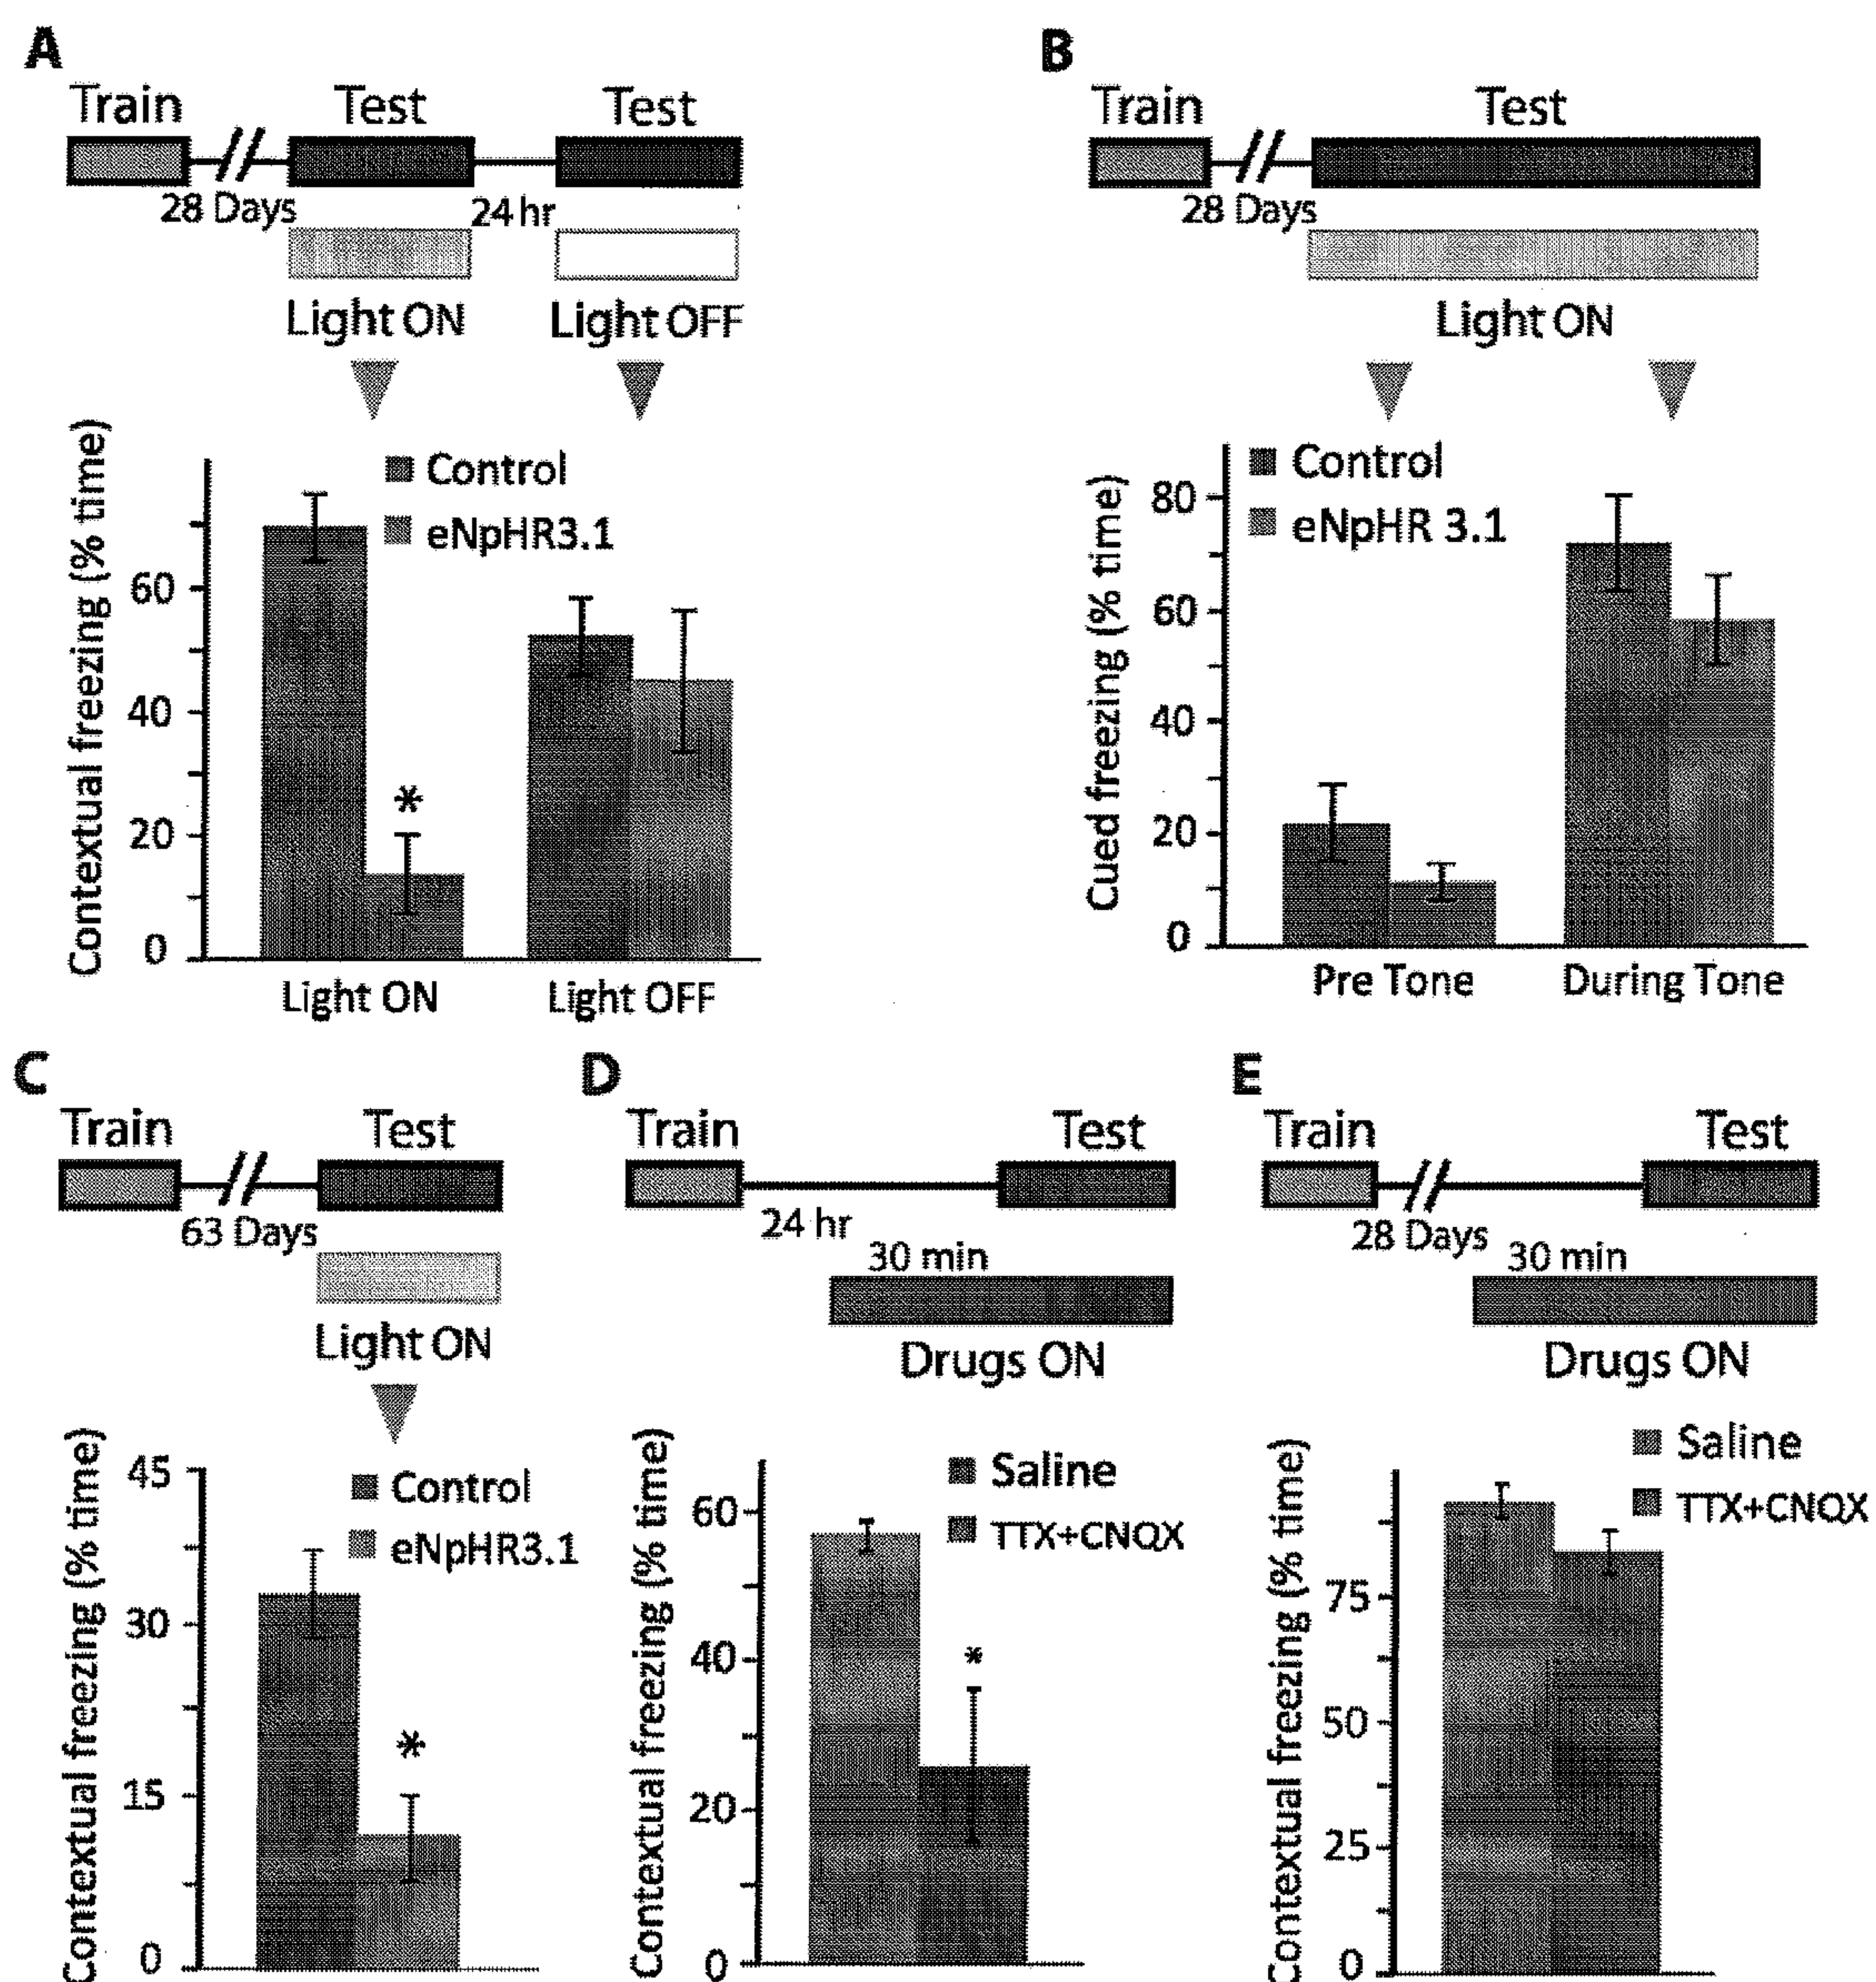 A
Train Test Test
28 Days 24 hr
Light ON Light OFF
Contextual freezing (% time)
Control
eNpHR3.1
60
40
20
0
*
Light ON Light OFF
B
Train Test
28 Days
Light ON
Cued freezing (% time)
Control
eNpHR 3.1
80
60
40
20
0
Pre Tone During Tone
C
Train Test
63 Days
Light ON
Contextual freezing (% time)
Control
eNpHR3.1
45
30
15
0
*
D
Train Test
24 hr
30 min
Drugs ON
Contextual freezing (% time)
Saline
TTX+CNQX
60
40
20
0
*
E
Train Test
28 Days
30 min
Drugs ON
Contextual freezing (% time)
Saline
TTX+CNQX
75
50
25
0